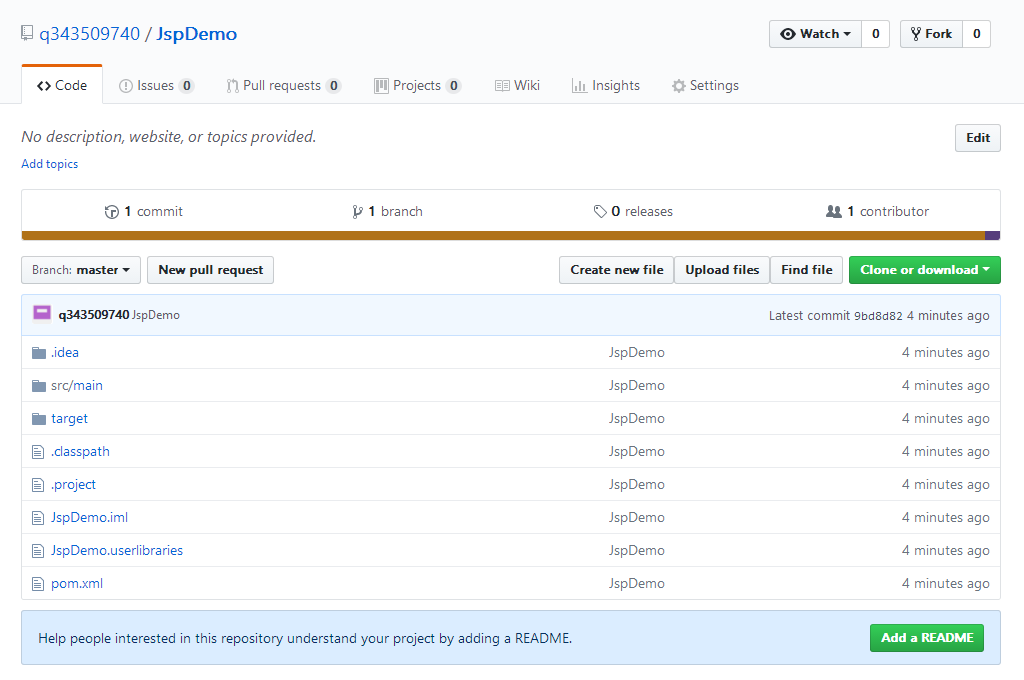 q343509740 / JspDemo
Watch 0 Fork 0
Code Issues 0 Pull requests 0 Projects 0 Wiki Insights Settings
No description, website, or topics provided.
Edit
Add topics
1 commit 1 branch 0 releases 1 contributor
Branch: master New pull request Create new file Upload files Find file Clone or download
q343509740 JspDemo Latest commit 9bd8d82 4 minutes ago
.idea JspDemo 4 minutes ago
src/main JspDemo 4 minutes ago
target JspDemo 4 minutes ago
.classpath JspDemo 4 minutes ago
.project JspDemo 4 minutes ago
JspDemo.iml JspDemo 4 minutes ago
JspDemo.userlibraries JspDemo 4 minutes ago
pom.xml JspDemo 4 minutes ago
Help people interested in this repository understand your project by adding a README. Add a README